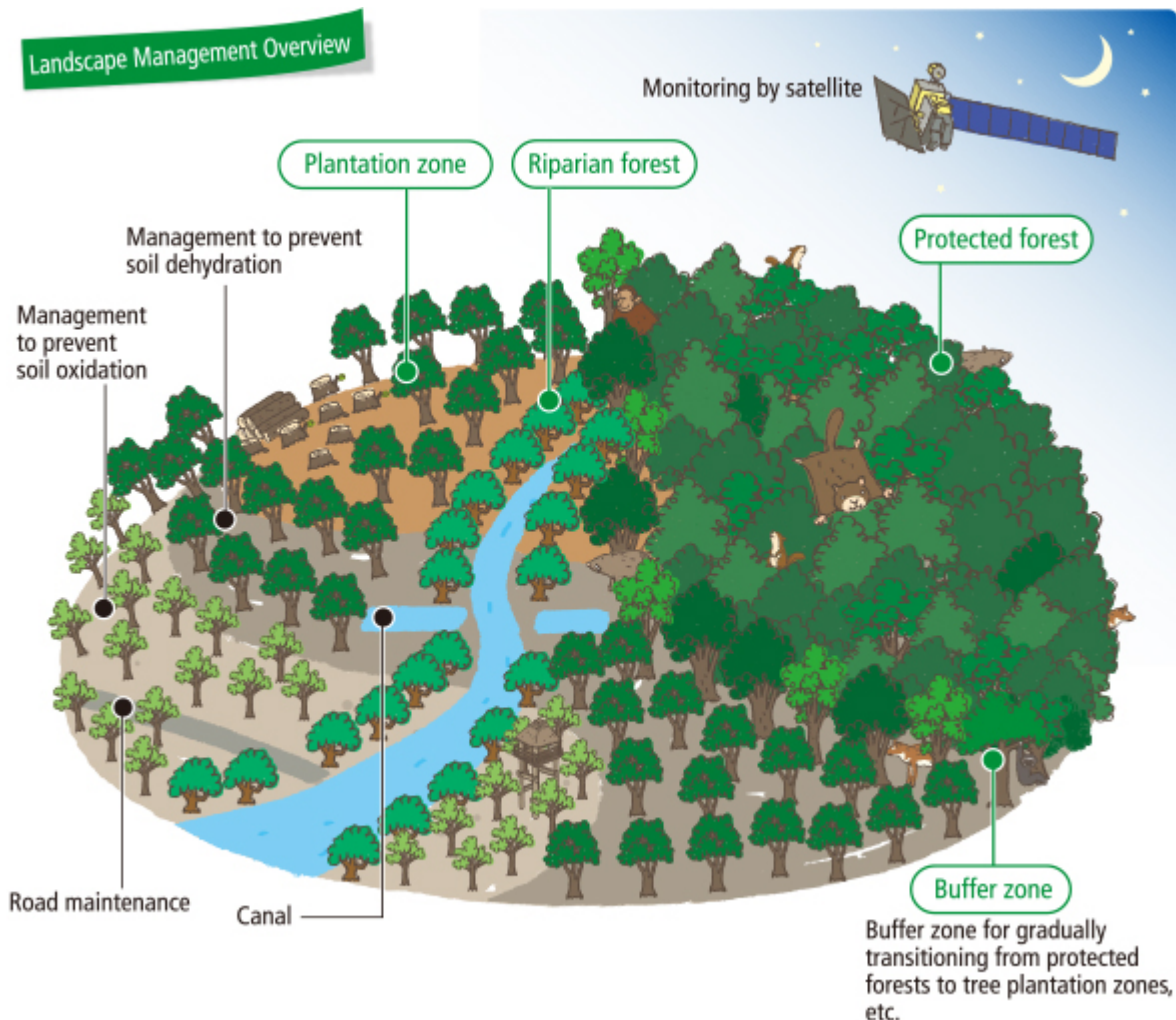 Landscape Management Overview
Monitoring by satellite
Plantation zone
Riparian forest
Protected forest
Management to prevent
soil dehydration
Management
to prevent
soil oxidation
Road maintenance
Canal
Buffer zone
Buffer zone for gradually
transitioning from protected
forests to tree plantation zones,
etc.